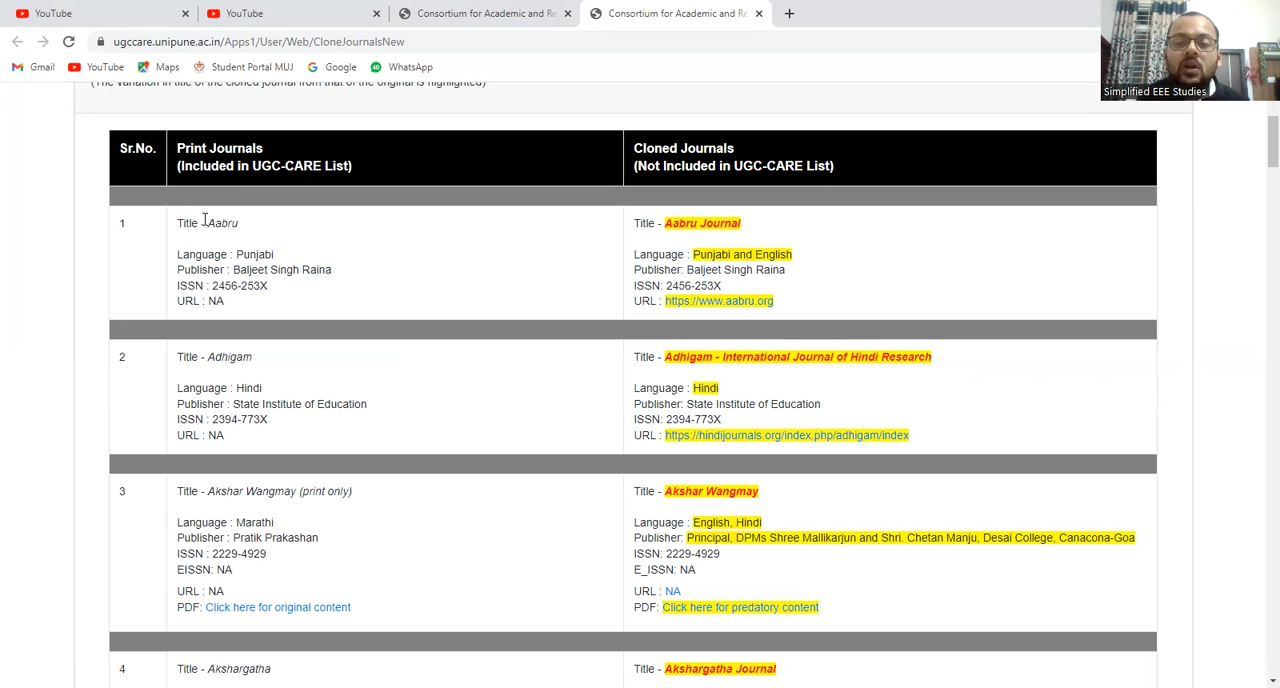 YouTube
YouTube
Consortium for Academic and Re
Consortium for Academic and Re
ugccare.unipune.ac.in/Apps1/User/Web/CloneJournalsNew
Gmail
YouTube
Maps
Student Portal MUJ
Google
WhatsApp
Simplified EEE Studies
(The variation in title of the cloned journal from that of the original is highlighted)
Sr.No.
Print Journals
(Included in UGC-CARE List)
Cloned Journals
(Not Included in UGC-CARE List)
1
Title - Aabru
Language : Punjabi
Publisher : Baljeet Singh Raina
ISSN : 2456-253X
URL : NA
Title - Aabru Journal
Language : Punjabi and English
Publisher: Baljeet Singh Raina
ISSN: 2456-253X
URL : https://www.aabru.org
2
Title - Adhigam
Language : Hindi
Publisher : State Institute of Education
ISSN : 2394-773X
URL : NA
Title - Adhigam - International Journal of Hindi Research
Language : Hindi
Publisher: State Institute of Education
ISSN: 2394-773X
URL : https://hindijournals.org/index.php/adhigam/index
3
Title - Akshar Wangmay (print only)
Language : Marathi
Publisher : Pratik Prakashan
ISSN : 2229-4929
EISSN: NA
URL : NA
PDF: Click here for original content
Title - Akshar Wangmay
Language : English, Hindi
Publisher: Principal, DPMs Shree Mallikarjun and Shri. Chetan Manju, Desai College, Canacona-Goa
ISSN: 2229-4929
E_ISSN: NA
URL : NA
PDF: Click here for predatory content
4
Title - Akshargatha
Title - Akshargatha Journal